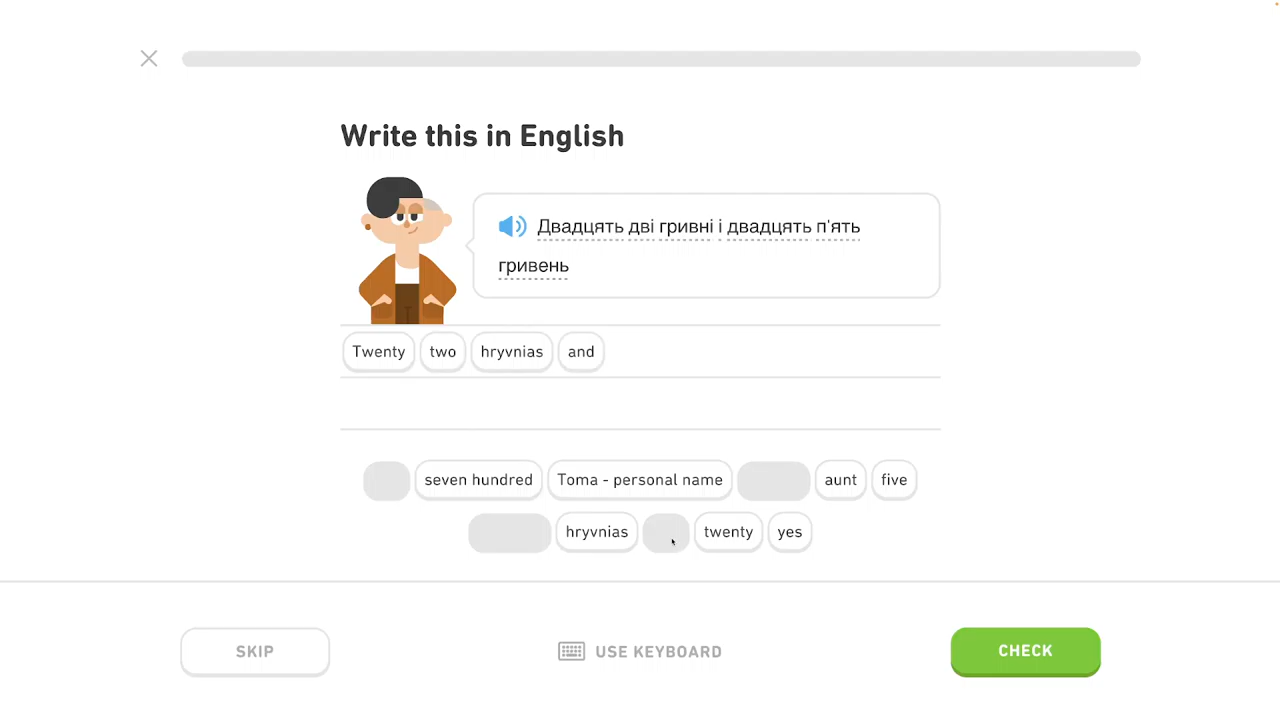 Write this in English
Двадцять дві гривні і двадцять п'ять
гривень
Twenty two hryvnias and
seven hundred Toma - personal name aunt five
hryvnias twenty yes
SKIP USE KEYBOARD CHECK